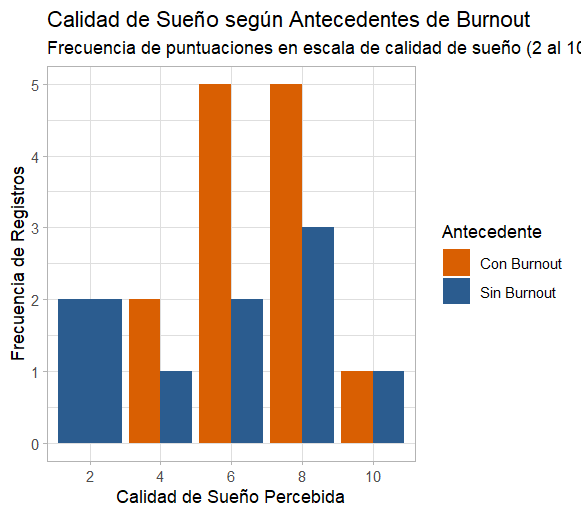 Calidad de Sueño según Antecedentes de Burnout
Frecuencia de puntuaciones en escala de calidad de sueño (2 al 10
5
4
3
2
1
0
Frecuencia de Registros
2 4 6 8 10
Calidad de Sueño Percebida
Antecedente
Con Burnout
Sin Burnout